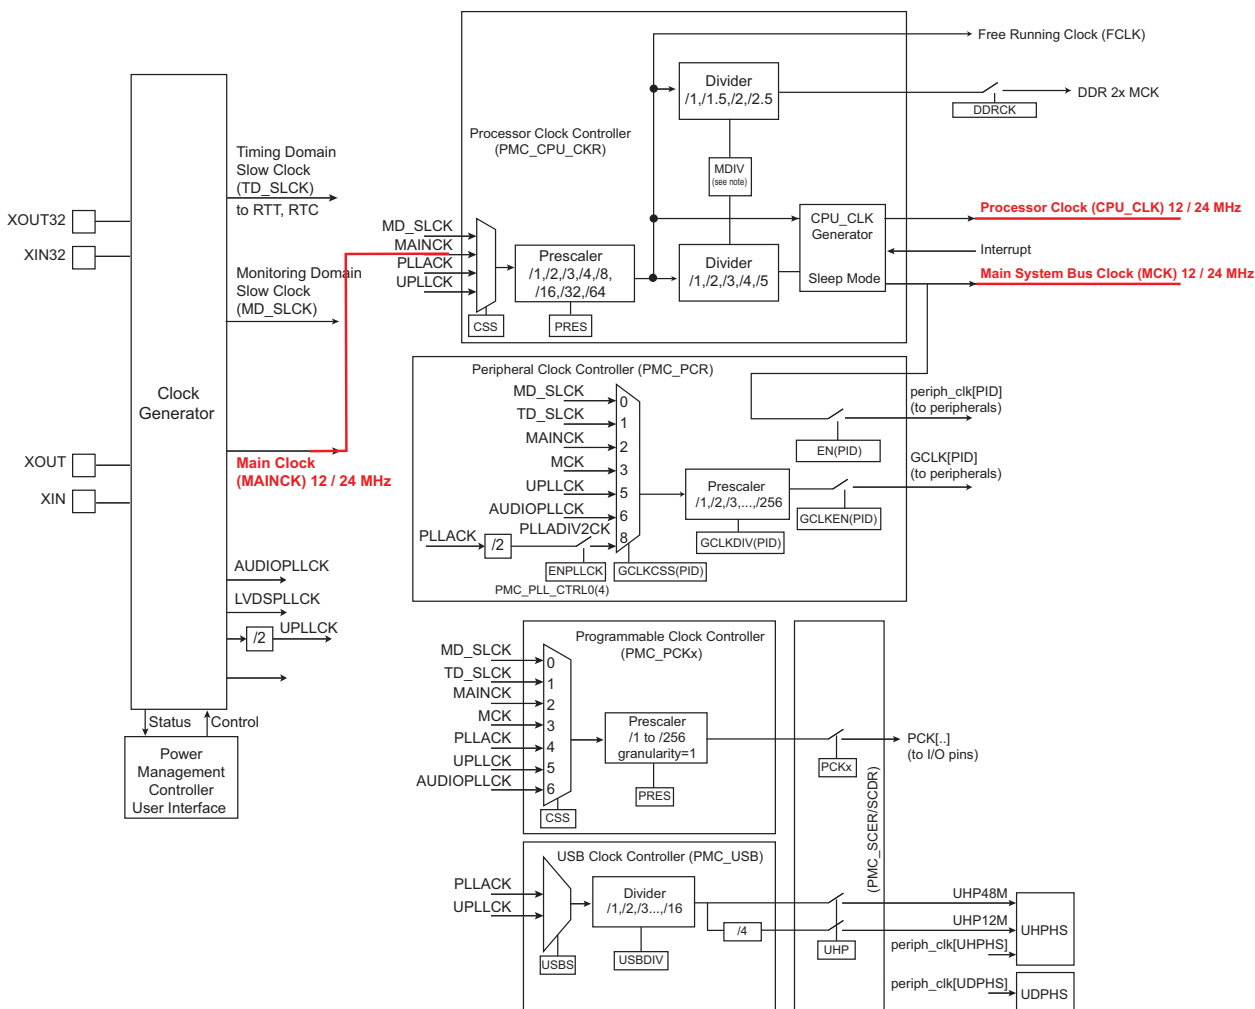 Free Running Clock (FCLK)
Divider
/1,/1.5,/2,/2.5
DDR 2x MCK
DDRCK
Processor Clock Controller
(PMC_CPU_CKR)
MDIV
(see note)
MD_SLCK
MAINCK
PLLACK
UPLLCK
Prescaler
/1,/2,/3,/4,/8,
/16,/32,/64
CSS
PRES
Divider
/1,/2,/3,/4,/5
CPU_CLK
Generator
Sleep Mode
Processor Clock (CPU_CLK) 12 / 24 MHz
Interrupt
Main System Bus Clock (MCK) 12 / 24 MHz
Timing Domain
Slow Clock
(TD_SLCK)
to RTT, RTC
XOUT32
XIN32
Monitoring Domain
Slow Clock
(MD_SLCK)
Clock
Generator
XOUT
XIN
Main Clock
(MAINCK) 12 / 24 MHz
AUDIOPLLCK
LVDSPLLCK
/2
UPLLCK
Status
Control
Power
Management
Controller
User Interface
Peripheral Clock Controller (PMC_PCR)
MD_SLCK
0
TD_SLCK
1
MAINCK
2
MCK
3
UPLLCK
5
AUDIOPLLCK
6
PLLACK
/2
PLLADIV2CK
8
ENPLLCK
PMC_PLL_CTRL0(4)
GCLKCSS(PID)
Prescaler
/1,/2,/3,...,/256
GCLKDIV(PID)
EN(PID)
periph_clk[PID]
(to peripherals)
GCLK[PID]
(to peripherals)
GCLKEN(PID)
Programmable Clock Controller
(PMC_PCKx)
MD_SLCK
0
TD_SLCK
1
MAINCK
2
MCK
3
PLLACK
4
UPLLCK
5
AUDIOPLLCK
6
CSS
Prescaler
/1 to /256
granularity=1
PRES
PCKx
PCK[..]
(to I/O pins)
(PMC_SCER/SCDR)
USB Clock Controller (PMC_USB)
PLLACK
UPLLCK
USBS
Divider
/1,/2,/3...,/16
USBDIV
/4
UHP
UHP48M
UHP12M
periph_clk[UHPHS]
UHPHS
periph_clk[UDPHS]
UDPHS